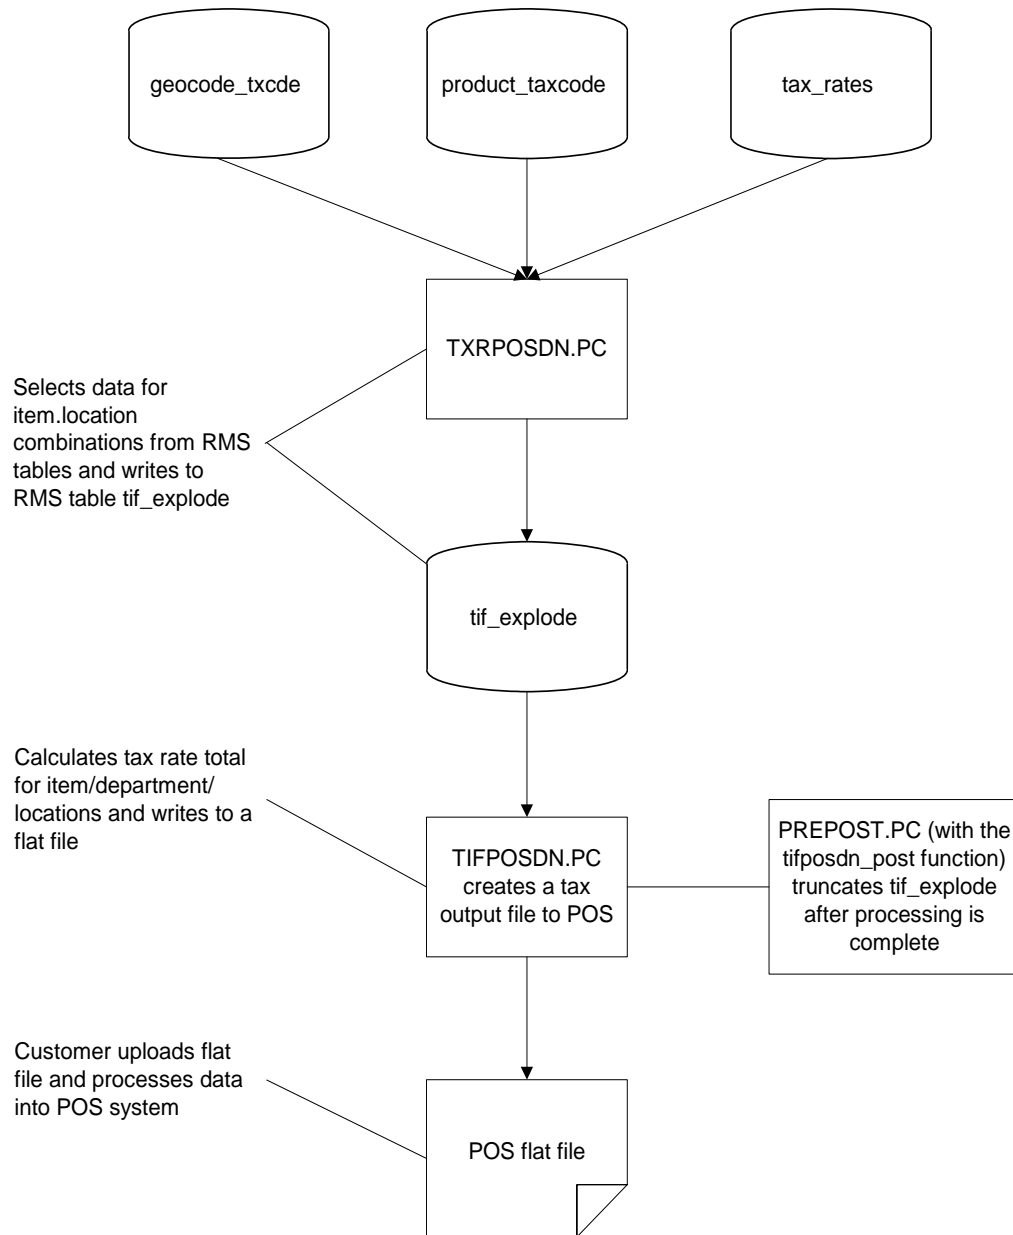 geocode_txcde
product_taxcode
tax_rates
TXRPOSDN.PC
Selects data for
item.location
combinations from RMS
tables and writes to
RMS table tif_explode
tif_explode
Calculates tax rate total
for item/department/
locations and writes to a
flat file
TIFPOSDN.PC
creates a tax
output file to POS
PREPOST.PC (with the
tifposdn_post function)
truncates tif_explode
after processing is
complete
Customer uploads flat
file and processes data
into POS system
POS flat file